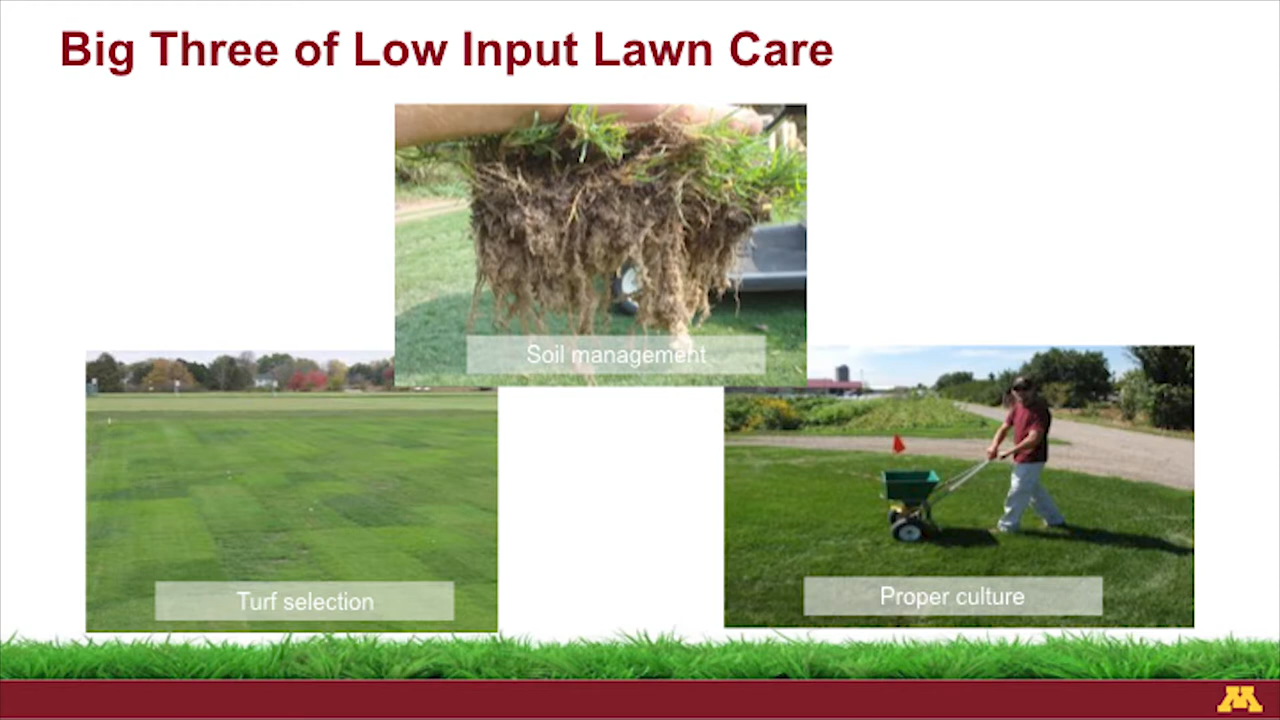 Big Three of Low Input Lawn Care
Soil management
Turf selection
Proper culture
M